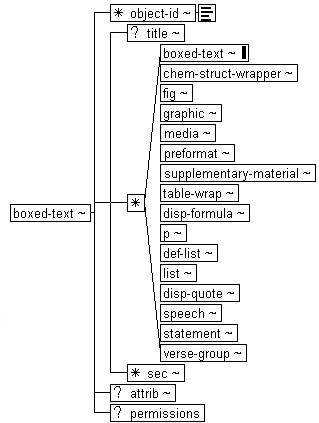 * object-id ~
? title ~
boxed-text ~
chem-struct-wrapper ~
fig ~
graphic ~
media ~
preformat ~
supplementary-material ~
table-wrap ~
*
boxed-text ~
disp-formula ~
p ~
def-list ~
list ~
disp-quote ~
speech ~
statement ~
verse-group ~
* sec ~
? attrib ~
? permissions